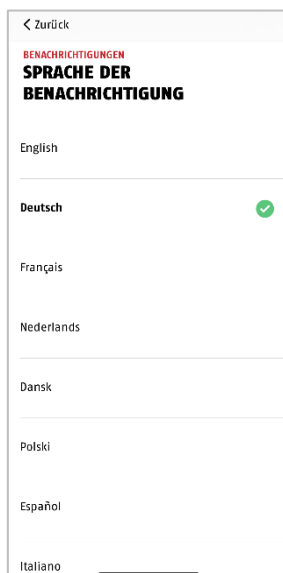 Zurück
BENACHRICHTIGUNGEN
SPRACHE DER
BENACHRICHTIGUNG
English
Deutsch
Français
Nederlands
Dansk
Polski
Español
Italiano